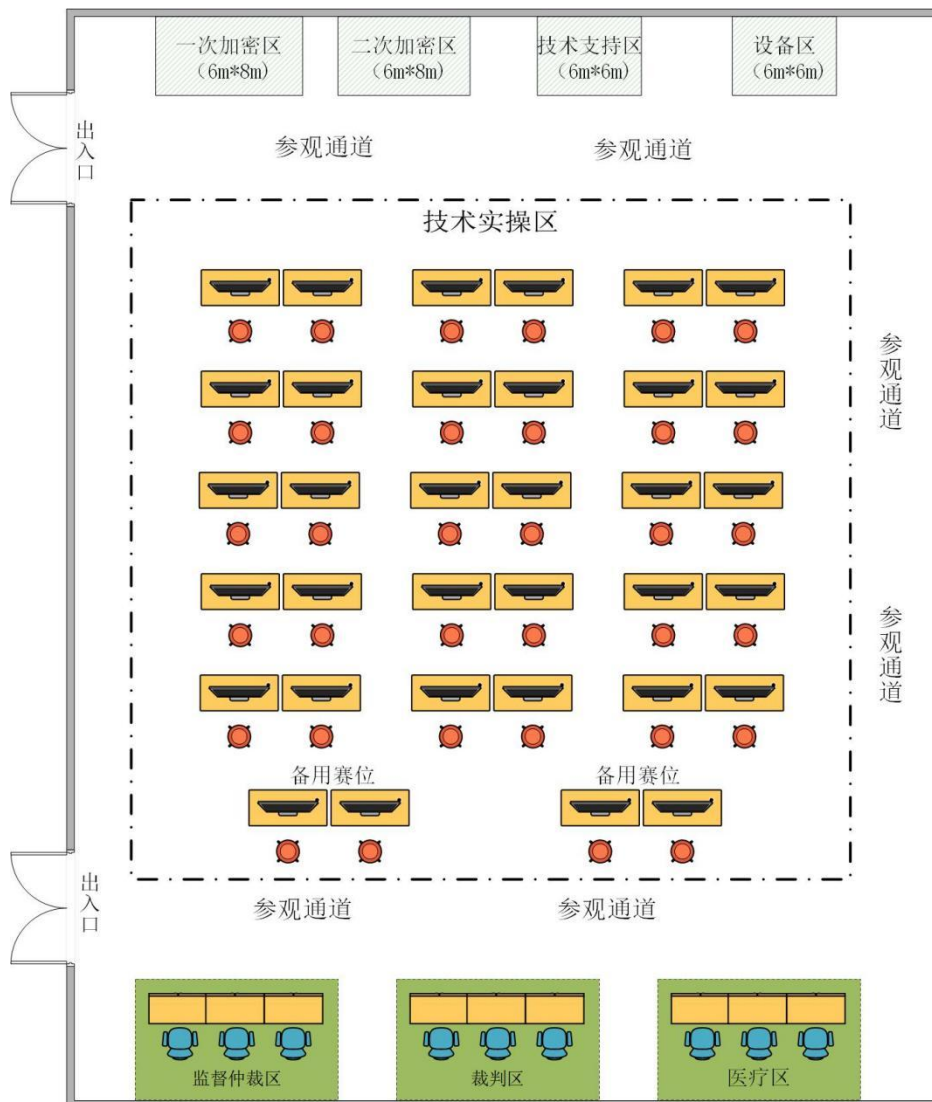 一次加密区
（6m*8m)
二次加密区
（6m*8m)
技术支持区
（6m*6m)
设备区
（6m*6m)
出入口
参观通道
参观通道
技术实操区
参观通道
参观通道
备用赛位
备用赛位
出入口
参观通道
参观通道
监督仲裁区
裁判区
医疗区